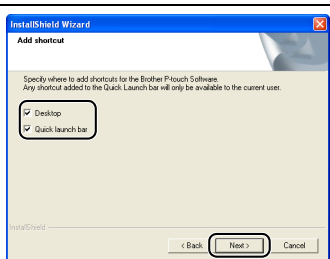 InstallShield Wizard
Add shortcut
Specify where to add shortcuts for the Brother P-touch Software.
Any shortcut added to the Quick Launch bar will only be available to the current user.
Desktop
Quick launch bar
InstallShield
< Back Next > Cancel